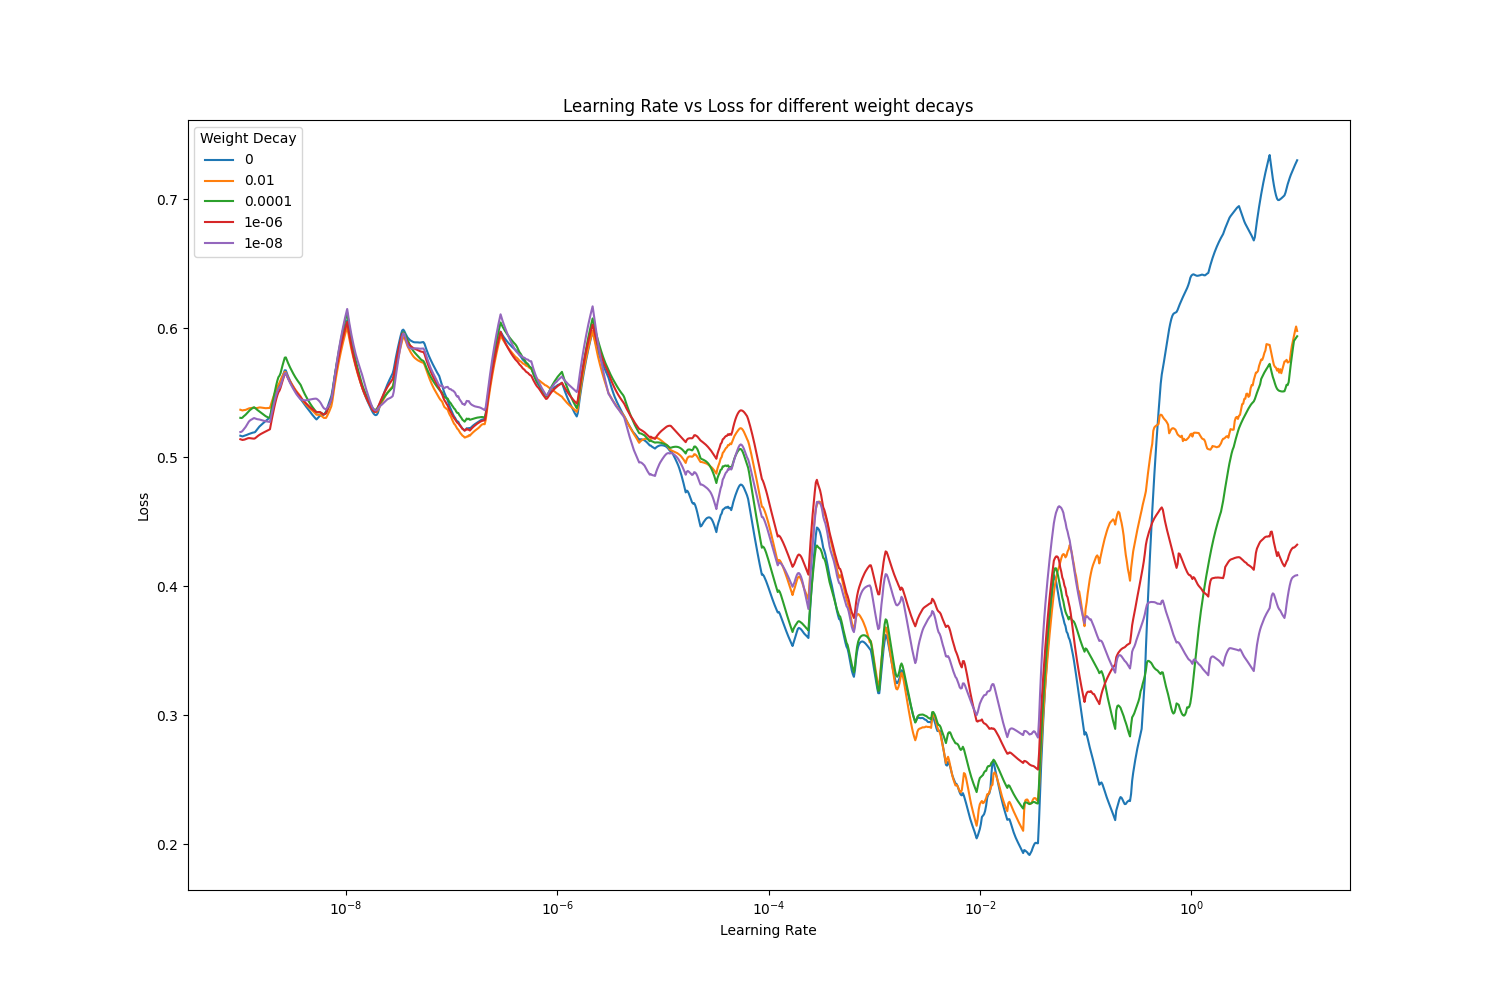 Learning Rate vs Loss for different weight decays
Weight Decay
0
0.01
0.0001
1e-06
1e-08
0.7
0.6
0.5
0.4
0.3
0.2
Loss
10⁻⁸
10⁻⁶
10⁻⁴
10⁻²
10⁰
Learning Rate